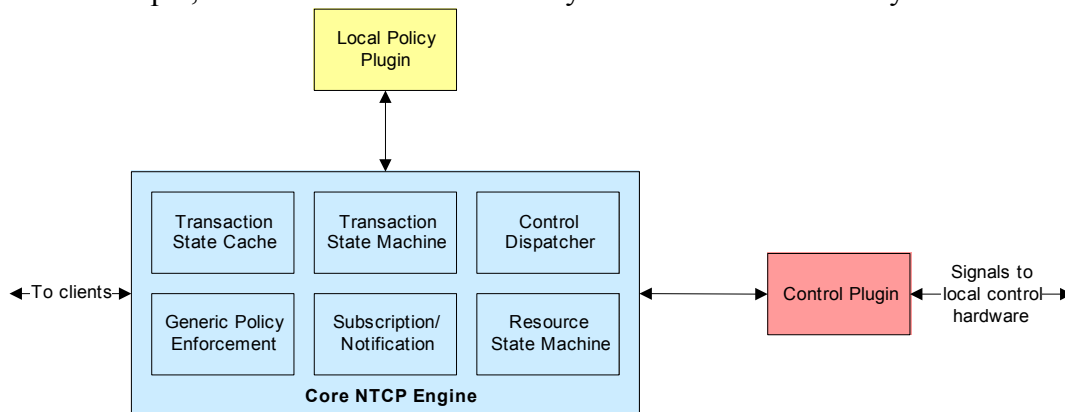 Local Policy
Plugin
Transaction
State Cache
Transaction
State Machine
Control
Dispatcher
To clients
Control Plugin
Signals to
local control
hardware
Generic Policy
Enforcement
Subscription/
Notification
Resource
State Machine
Core NTCP Engine